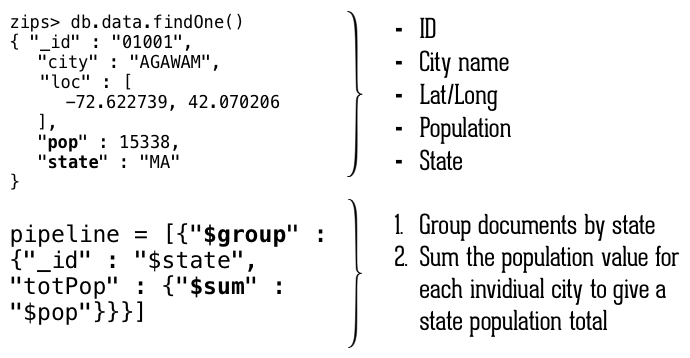 zips> db.data.findOne()
{ "_id" : "01001",
"city" : "AGAWAM",
"loc" : [
-72.622739, 42.070206
],
"pop" : 15338,
"state" : "MA"
}
- ID
- City name
- Lat/Long
- Population
- State
pipeline = [{"$group" :
{"_id" : "$state",
"totPop" : {"$sum" :
"$pop"}}}]
1. Group documents by state
2. Sum the population value for
each invidiual city to give a
state population total